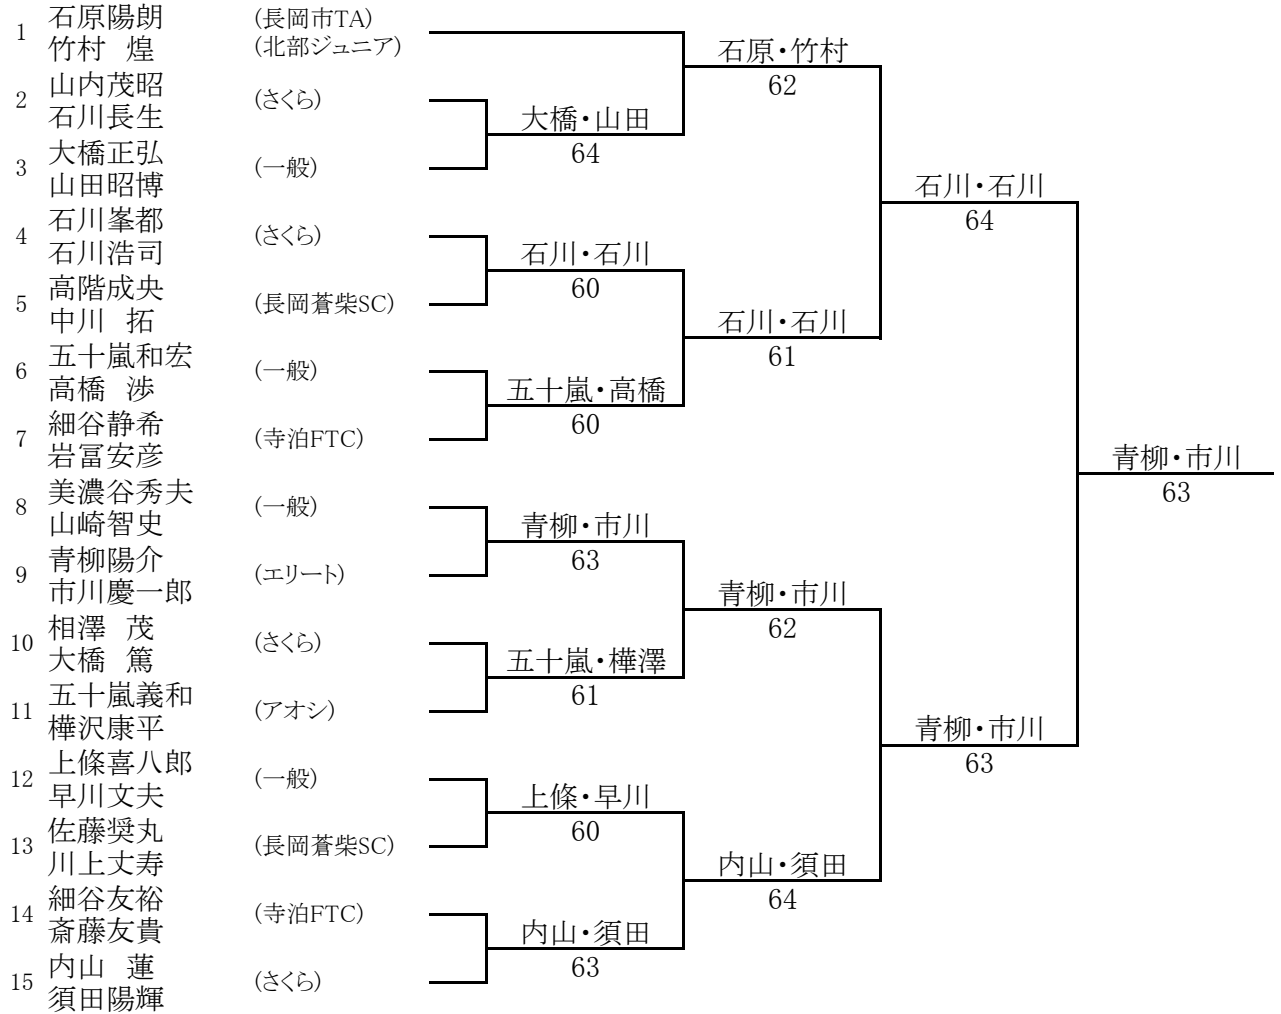 1 石原陽朗 (長岡市TA)
竹村　煌 (北部ジュニア)
2 山内茂昭 (さくら)
石川長生
3 大橋正弘 (一般)
山田昭博
4 石川峯都 (さくら)
石川浩司
5 高階成央 (長岡蒼柴SC)
中川　拓
6 五十嵐和宏 (一般)
高橋　渉
7 細谷静希 (寺泊FTC)
岩冨安彦
8 美濃谷秀夫 (一般)
山崎智史
9 青柳陽介 (エリート)
市川慶一郎
10 相澤　茂 (さくら)
大橋　篤
11 五十嵐義和 (アオシ)
樺沢康平
12 上條喜八郎 (一般)
早川文夫
13 佐藤奨丸 (長岡蒼柴SC)
川上丈寿
14 細谷友裕 (寺泊FTC)
斎藤友貴
15 内山　蓮 (さくら)
須田陽輝
大橋・山田
64
石川・石川
60
五十嵐・高橋
60
青柳・市川
63
五十嵐・樺澤
61
上條・早川
60
内山・須田
63
石原・竹村
62
石川・石川
61
青柳・市川
62
内山・須田
64
石川・石川
64
青柳・市川
63
青柳・市川
63